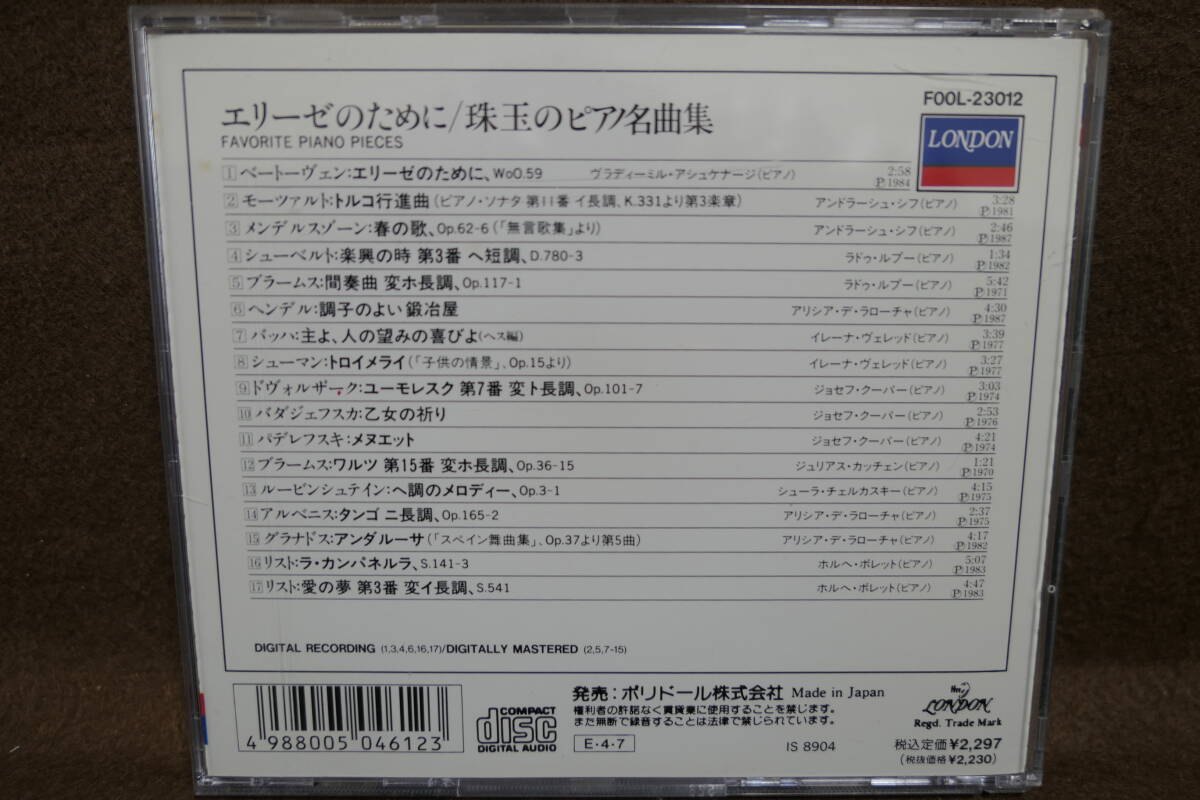 エリーゼのために/珠玉のピアノ名曲集
FAVORITE PIANO PIECES
F00L-23012
LONDON
1 ベートーヴェン:エリーゼのために、WoO.59 ヴラディーミル・アシュケナージ(ピアノ) 2:58 Ⓟ1984
2 モーツァルト:トルコ行進曲(ピアノ・ソナタ 第11番 イ長調、K.331より第3楽章) アンドラーシュ・シフ(ピアノ) 3:28 Ⓟ1981
3 メンデルスゾーン:春の歌、Op.62-6(「無言歌集」より) アンドラーシュ・シフ(ピアノ) 2:46 Ⓟ1987
4 シューベルト:楽興の時 第3番 ヘ短調、D.780-3 ラドゥ・ルプー(ピアノ) 1:34 Ⓟ1982
5 ブラームス:間奏曲 変ホ長調、Op.117-1 ラドゥ・ルプー(ピアノ) 5:42 Ⓟ1971
6 ヘンデル:調子のよい鍛冶屋 アリシア・デ・ラローチャ(ピアノ) 4:30 Ⓟ1987
7 バッハ:主よ、人の望みの喜びよ(ヘス編) イレーナ・ヴェレッド(ピアノ) 3:39 Ⓟ1977
8 シューマン:トロイメライ(「子供の情景」、Op.15より) イレーナ・ヴェレッド(ピアノ) 3:27 Ⓟ1977
9 ドヴォルザーク:ユーモレスク 第7番 変ト長調、Op.101-7 ジョセフ・クーパー(ピアノ) 3:03 Ⓟ1974
10 バダジェフスカ:乙女の祈り ジョセフ・クーパー(ピアノ) 2:53 Ⓟ1976
11 パデレフスキ:メヌエット ジョセフ・クーパー(ピアノ) 4:21 Ⓟ1974
12 ブラームス:ワルツ 第15番 変ホ長調、Op.36-15 ジュリアス・カッチェン(ピアノ) 1:21 Ⓟ1970
13 ルービンシュテイン:ヘ調のメロディー、Op.3-1 シューラ・チェルカスキー(ピアノ) 4:15 Ⓟ1975
14 アルベニス:タンゴ ニ長調、Op.165-2 アリシア・デ・ラローチャ(ピアノ) 2:37 Ⓟ1975
15 グラナドス:アンダルーサ(「スペイン舞曲集」、Op.37より第5曲) アリシア・デ・ラローチャ(ピアノ) 4:17 Ⓟ1982
16 リスト:ラ・カンパネルラ、S.141-3 ホルヘ・ボレット(ピアノ) 5:07 Ⓟ1983
17 リスト:愛の夢 第3番 変イ長調、S.541 ホルヘ・ボレット(ピアノ) 4:47 Ⓟ1983
DIGITAL RECORDING (1,3,4,6,16,17)/DIGITALLY MASTERED (2,5,7-15)
4 988005 046123
COMPACT disc DIGITAL AUDIO
発売:ポリドール株式会社 Made in Japan
権利者の許諾なく賃貸業に使用することを禁じます。
また無断で録音することは法律で禁じられています。
E・4・7
IS 8904
The LONDON
Regd. Trade Mark
税込定価¥2,297
(税抜価格¥2,230)